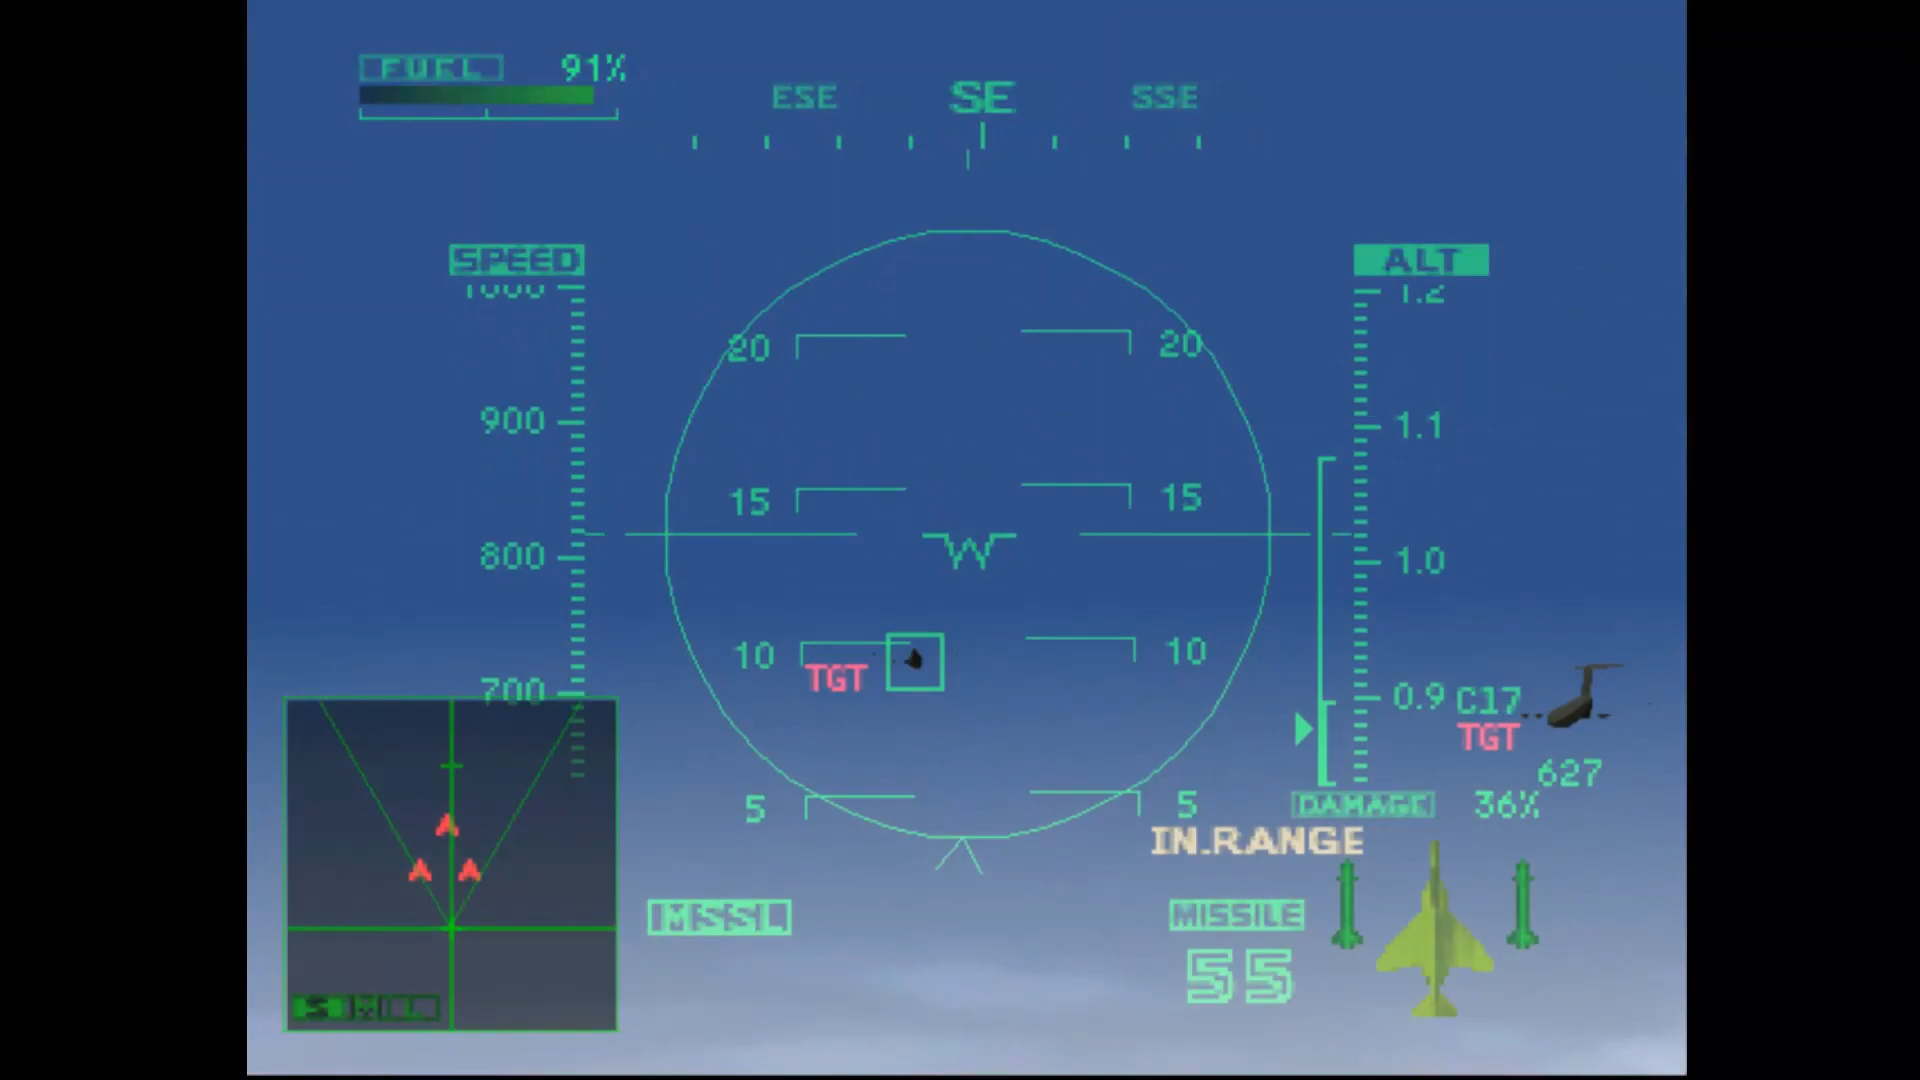 FUEL 91%
ESE SE SSE
SPEED ALT
1000 1.2
20 20
900 1.1
15 15
800 1.0
10 10
TGT
700 0.9 C17
TGT
627
5 5 DAMAGE 36%
IN.RANGE
MISSILE
55
S M L